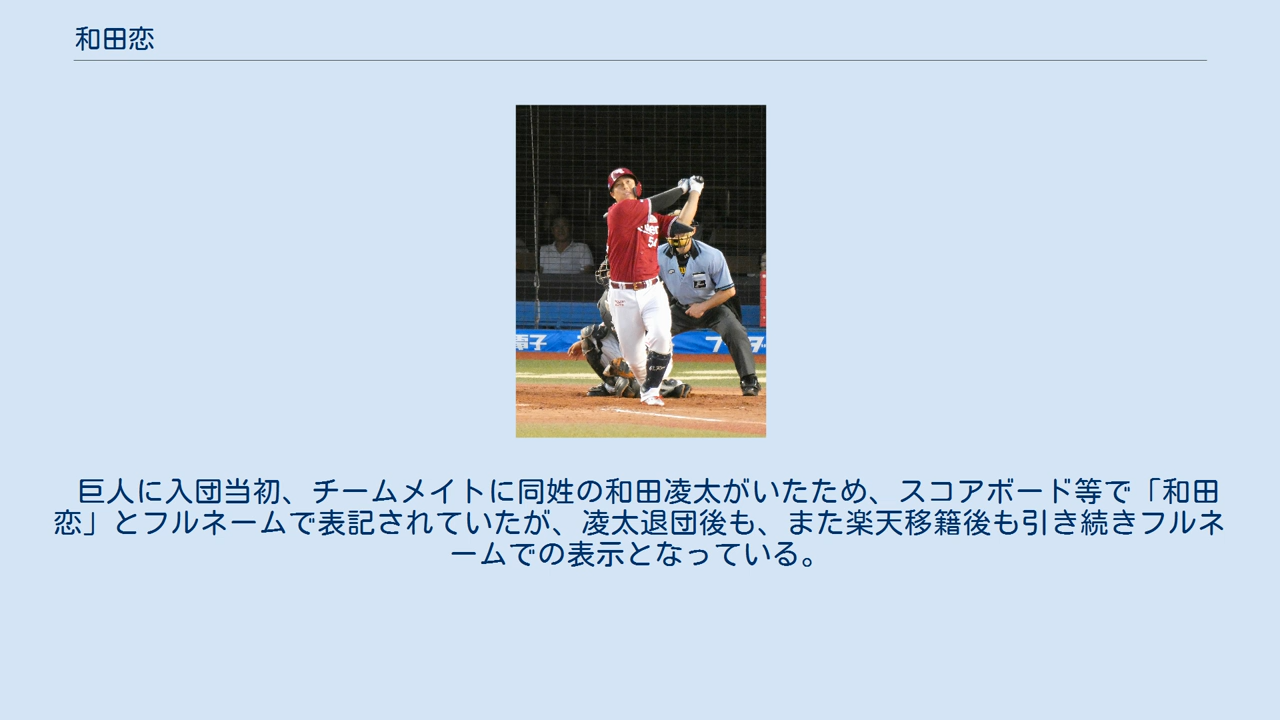 和田恋
巨人に入団当初、チームメイトに同姓の和田凌太がいたため、スコアボード等で「和田
恋」とフルネームで表記されていたが、凌太退団後も、また楽天移籍後も引き続きフルネ
ームでの表示となっている。